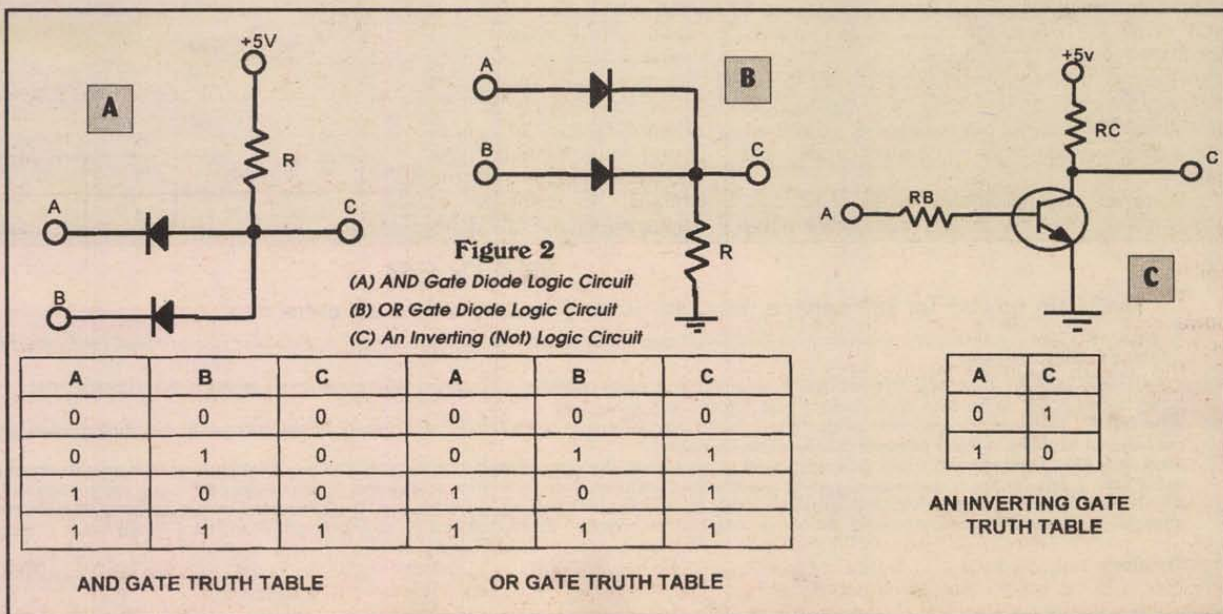 +5V
A
R
A
C
B
A
B
B
C
R
+5v
RC
C
RB
A
C
Figure 2
(A) AND Gate Diode Logic Circuit
(B) OR Gate Diode Logic Circuit
(C) An Inverting (Not) Logic Circuit
A B C A B C
0 0 0 0 0 0
0 1 0 0 1 1
1 0 0 1 0 1
1 1 1 1 1 1
AND GATE TRUTH TABLE OR GATE TRUTH TABLE
A C
0 1
1 0
AN INVERTING GATE
TRUTH TABLE